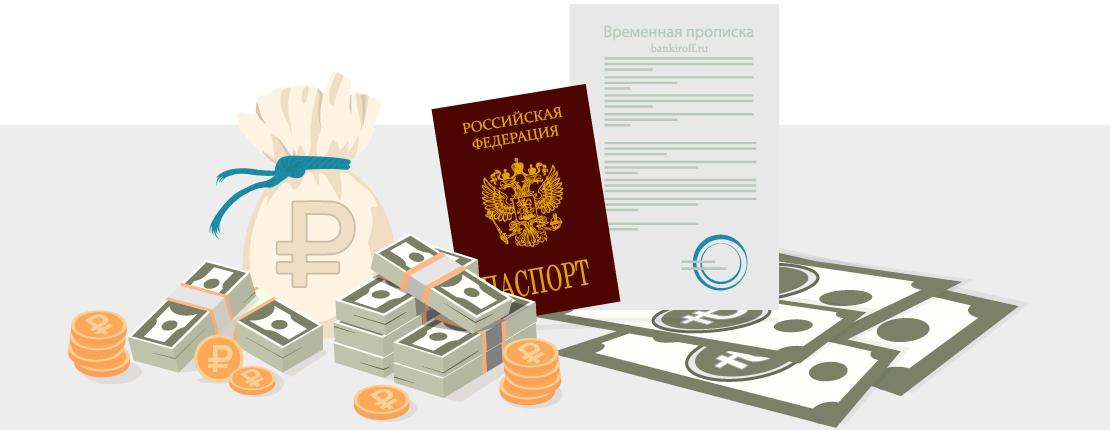 Временная прописка
bankiroff.ru
РОССИЙСКАЯ
ФЕДЕРАЦИЯ
ПАСПОРТ